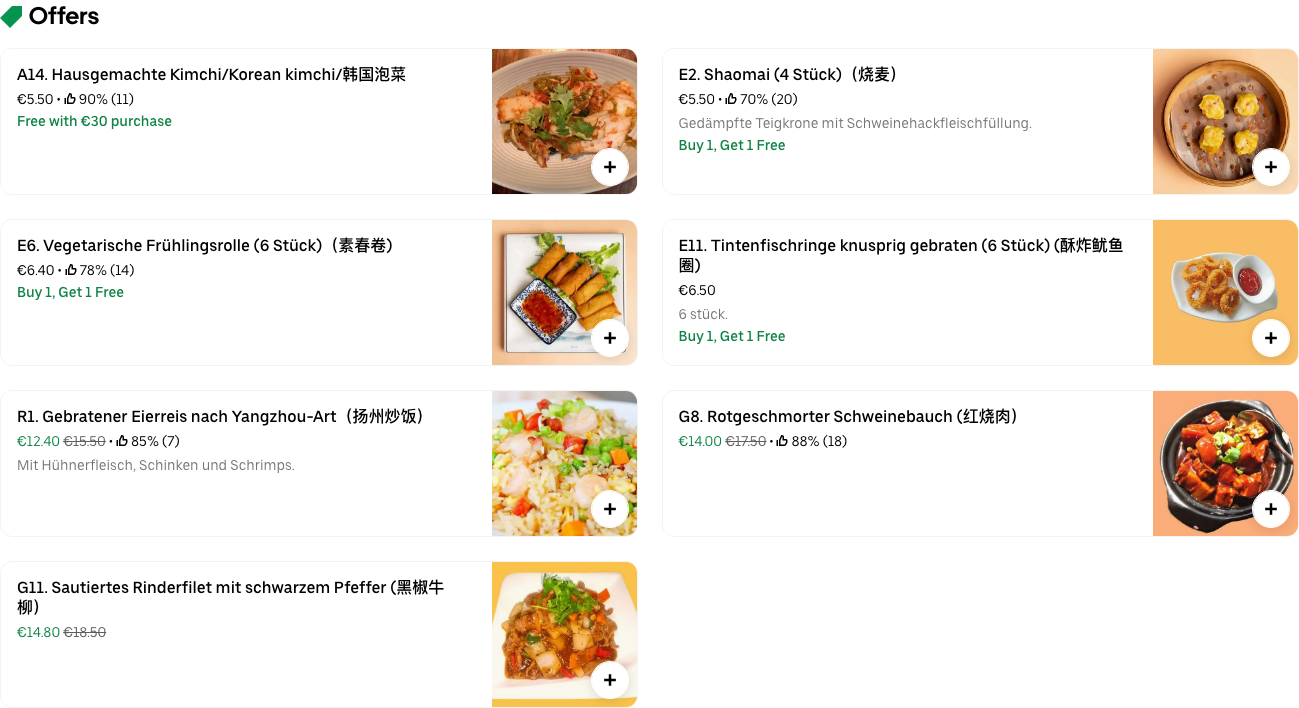 Offers
A14. Hausgemachte Kimchi/Korean kimchi/韩国泡菜
€5.50 • 90% (11)
Free with €30 purchase
E2. Shaomai (4 Stück)（烧麦）
€5.50 • 70% (20)
Gedämpfte Teigkrone mit Schweinehackfleischfüllung.
Buy 1, Get 1 Free
E6. Vegetarische Frühlingsrolle (6 Stück)（素春卷）
€6.40 • 78% (14)
Buy 1, Get 1 Free
E11. Tintenfischringe knusprig gebraten (6 Stück) (酥炸鱿鱼
圈)
€6.50
6 stück.
Buy 1, Get 1 Free
R1. Gebratener Eierreis nach Yangzhou-Art（扬州炒饭）
€12.40 €15.50 • 85% (7)
Mit Hühnerfleisch, Schinken und Schrimps.
G8. Rotgeschmorter Schweinebauch (红烧肉)
€14.00 €17.50 • 88% (18)
G11. Sautiertes Rinderfilet mit schwarzem Pfeffer (黑椒牛
柳)
€14.80 €18.50